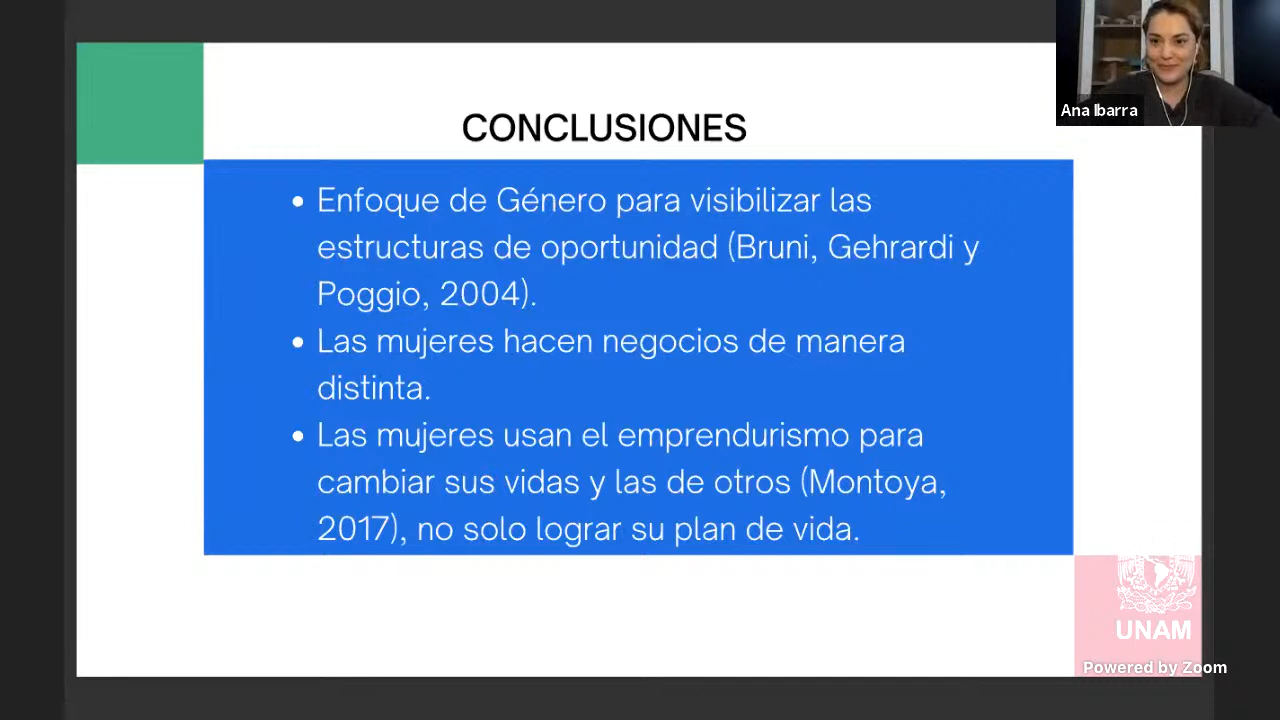 Ana Ibarra
CONCLUSIONES
• Enfoque de Género para visibilizar las
estructuras de oportunidad (Bruni, Gehrardi y
Poggio, 2004).
• Las mujeres hacen negocios de manera
distinta.
• Las mujeres usan el emprendurismo para
cambiar sus vidas y las de otros (Montoya,
2017), no solo lograr su plan de vida.
UNAM
Powered by Zoom